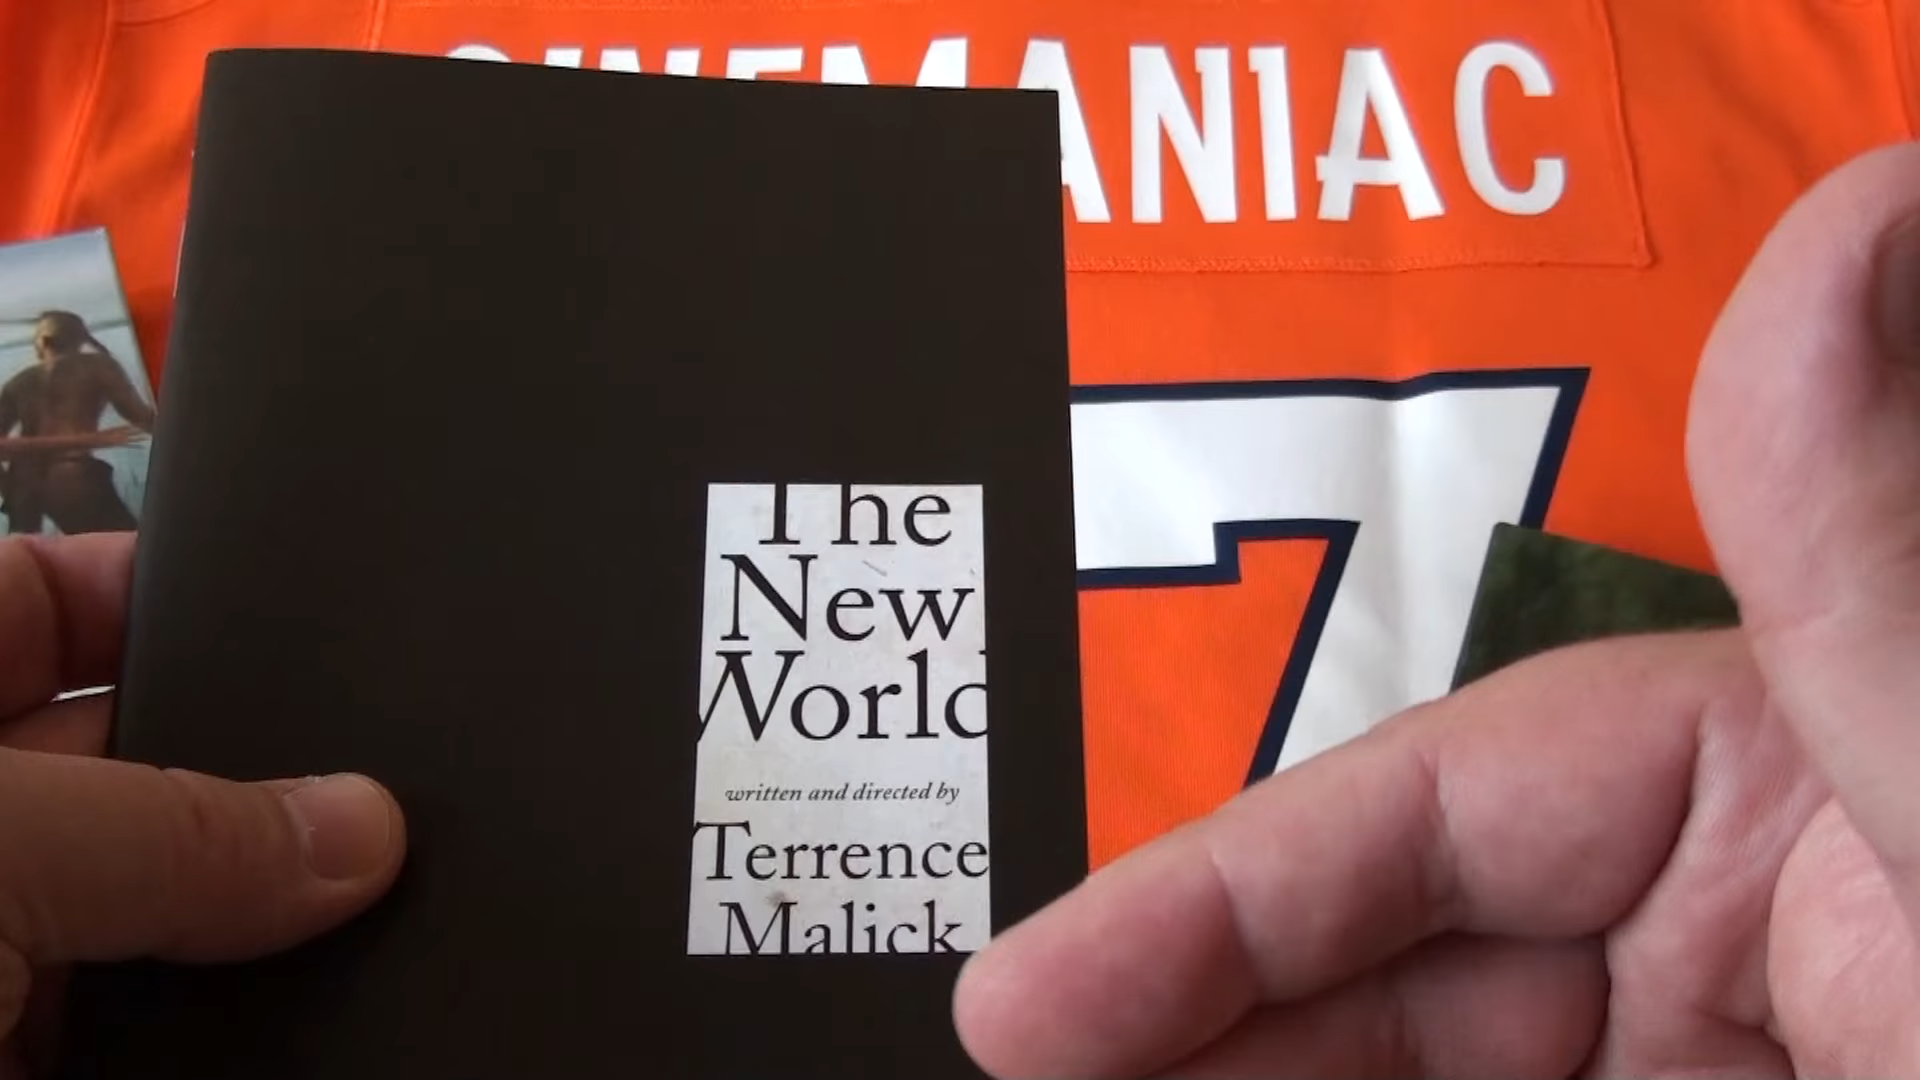 CINEMANIAC
7
The
New
World
written and directed by
Terrence
Malick